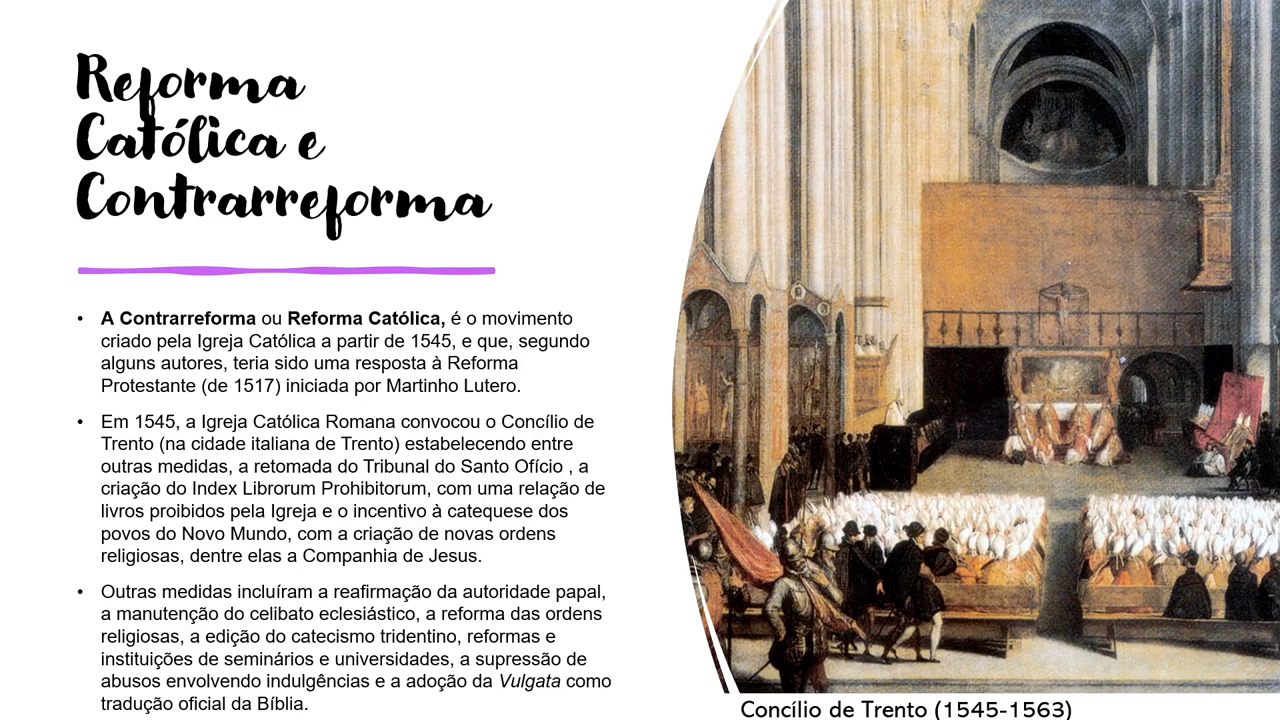 Reforma
Católica e
Contrarreforma
• A Contrarreforma ou Reforma Católica, é o movimento
criado pela Igreja Católica a partir de 1545, e que, segundo
alguns autores, teria sido uma resposta à Reforma
Protestante (de 1517) iniciada por Martinho Lutero.
• Em 1545, a Igreja Católica Romana convocou o Concílio de
Trento (na cidade italiana de Trento) estabelecendo entre
outras medidas, a retomada do Tribunal do Santo Ofício , a
criação do Index Librorum Prohibitorum, com uma relação de
livros proibidos pela Igreja e o incentivo à catequese dos
povos do Novo Mundo, com a criação de novas ordens
religiosas, dentre elas a Companhia de Jesus.
• Outras medidas incluíram a reafirmação da autoridade papal,
a manutenção do celibato eclesiástico, a reforma das ordens
religiosas, a edição do catecismo tridentino, reformas e
instituições de seminários e universidades, a supressão de
abusos envolvendo indulgências e a adoção da Vulgata como
tradução oficial da Bíblia.
Concílio de Trento (1545-1563)